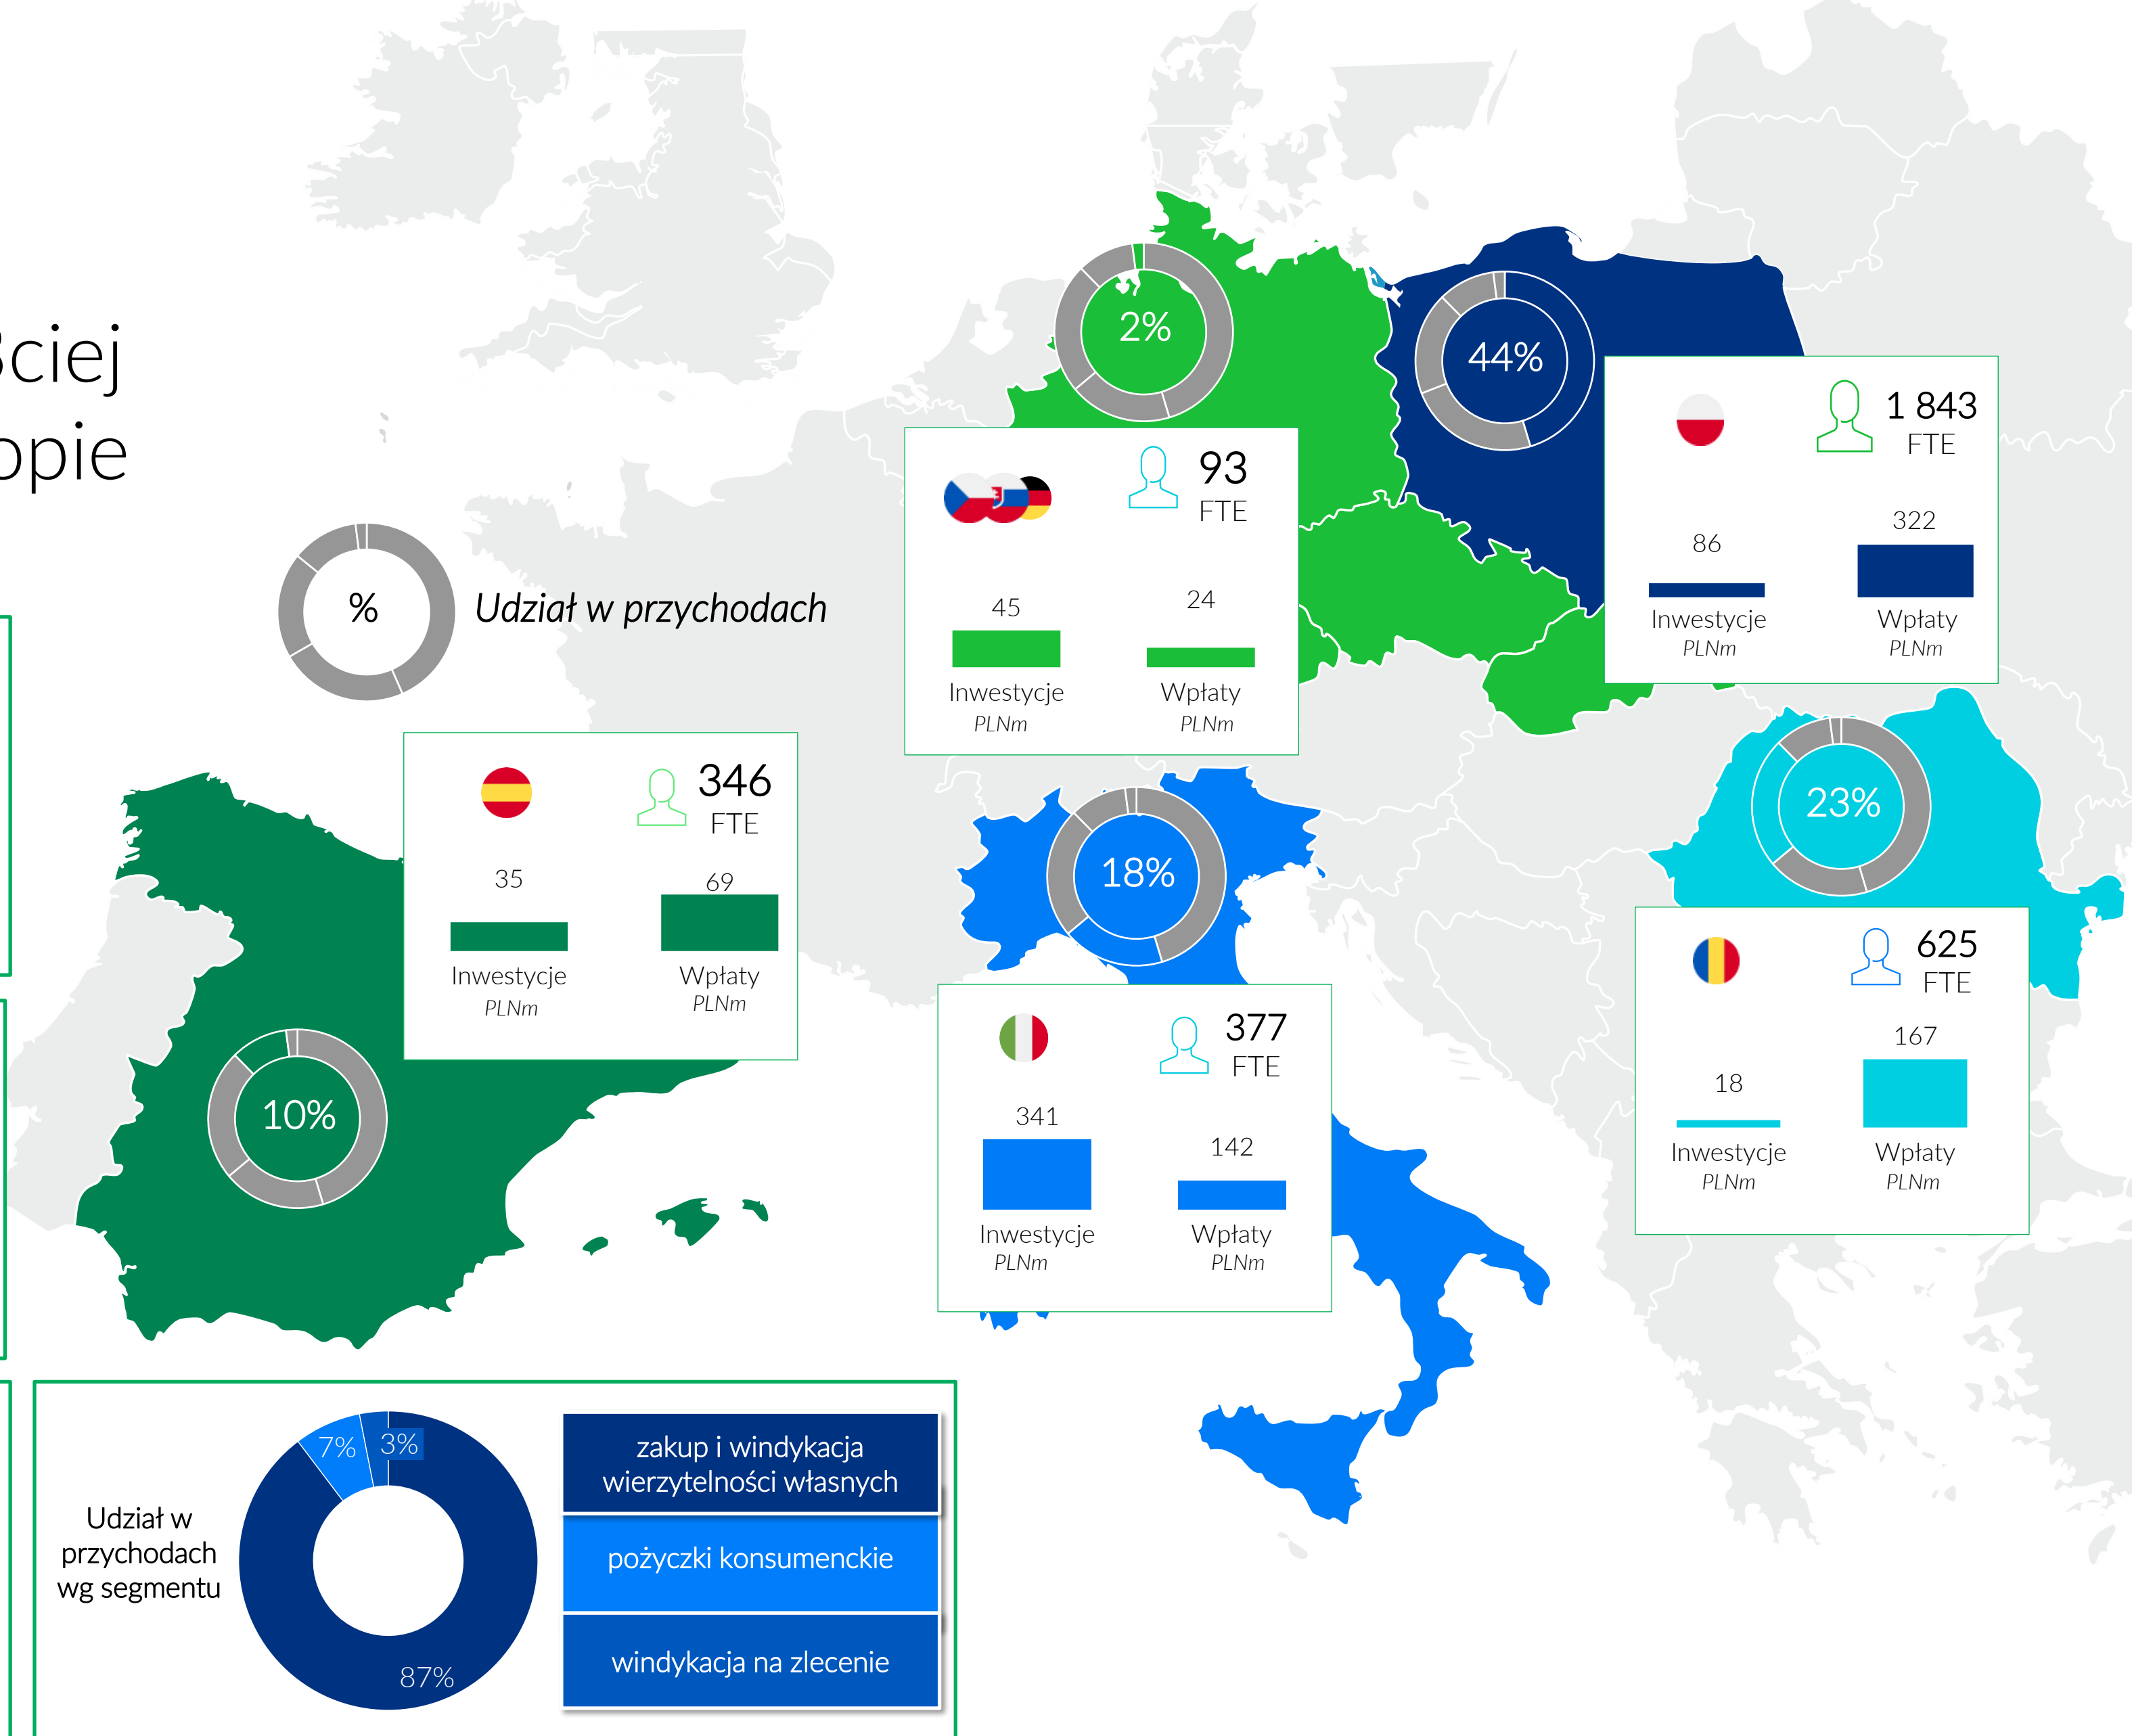 ciej
opie
%
Udział w przychodach
2%
93
FTE
45
24
Inwestycje
Wpłaty
PLNm
PLNm
44%
1 843
FTE
86
322
Inwestycje
Wpłaty
PLNm
PLNm
346
FTE
35
69
Inwestycje
Wpłaty
PLNm
PLNm
10%
18%
377
FTE
341
142
Inwestycje
Wpłaty
PLNm
PLNm
23%
625
FTE
18
167
Inwestycje
Wpłaty
PLNm
PLNm
Udział w
przychodach
wg segmentu
7%
3%
87%
zakup i windykacja
wierzytelności własnych
pożyczki konsumenckie
windykacja na zlecenie